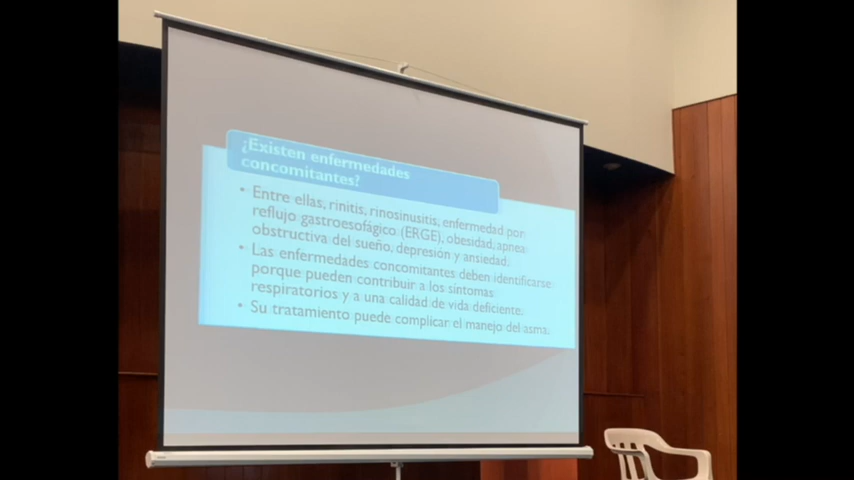 ¿Existen enfermedades
concomitantes?
• Entre ellas, rinitis, rinosinusitis, enfermedad por
reflujo gastroesofágico (ERGE), obesidad, apnea
obstructiva del sueño, depresión y ansiedad.
• Las enfermedades concomitantes deben identificarse
porque pueden contribuir a los síntomas
respiratorios y a una calidad de vida deficiente.
• Su tratamiento puede complicar el manejo del asma.